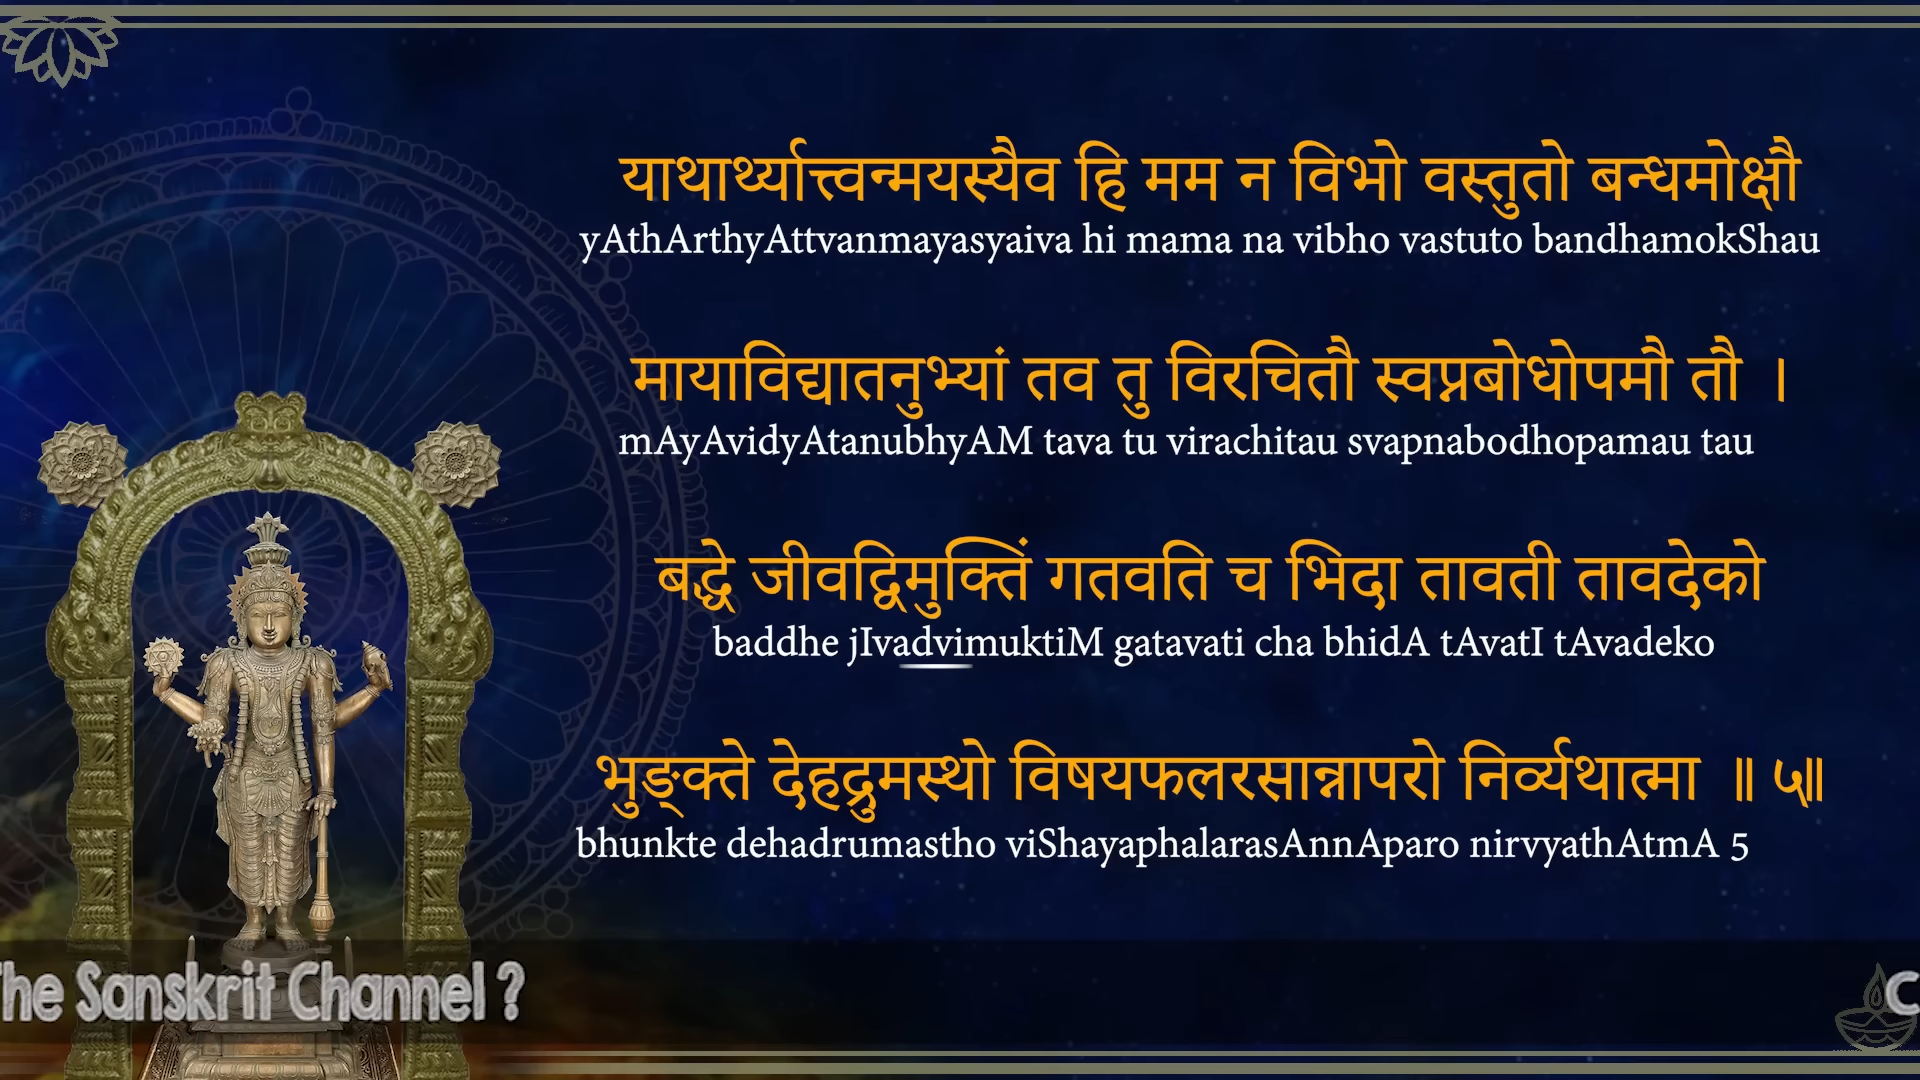 याथार्थ्यात्त्वन्मयस्यैव हि मम न विभो वस्तुतो बन्धमोक्षौ
yAthArthyAttvanmayasyaiva hi mama na vibho vastuto bandhamokShau
मायाविद्यातनुभ्यां तव तु विरचितौ स्वप्नबोधोपमौ तौ ।
mAyAvidyAtanubhyAM tava tu virachitau svapnabodhopamau tau
बद्धे जीवद्विमुक्तिं गतवति च भिदा तावती तावदेको
baddhe jIvadvimuktiM gatavati cha bhidA tAvatI tAvadeko
भुङ्क्ते देहद्रुमस्थो विषयफलरसान्नापरो निर्व्यथात्मा ॥ ५॥
bhunkte dehadrumastho viShayaphalarasAnnAparo nirvyathAtmA 5
The Sanskrit Channel ?